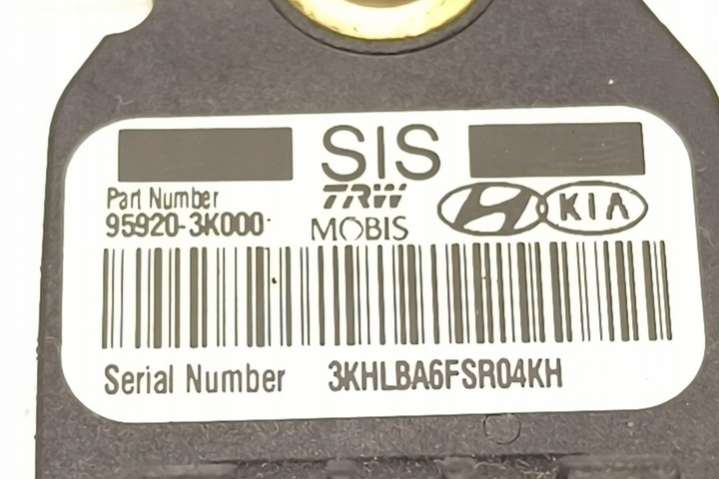 SIS
Part Number
TRW
95920-3K000
MOBIS
KIA
Serial Number 3KHLBA6FSR04KH